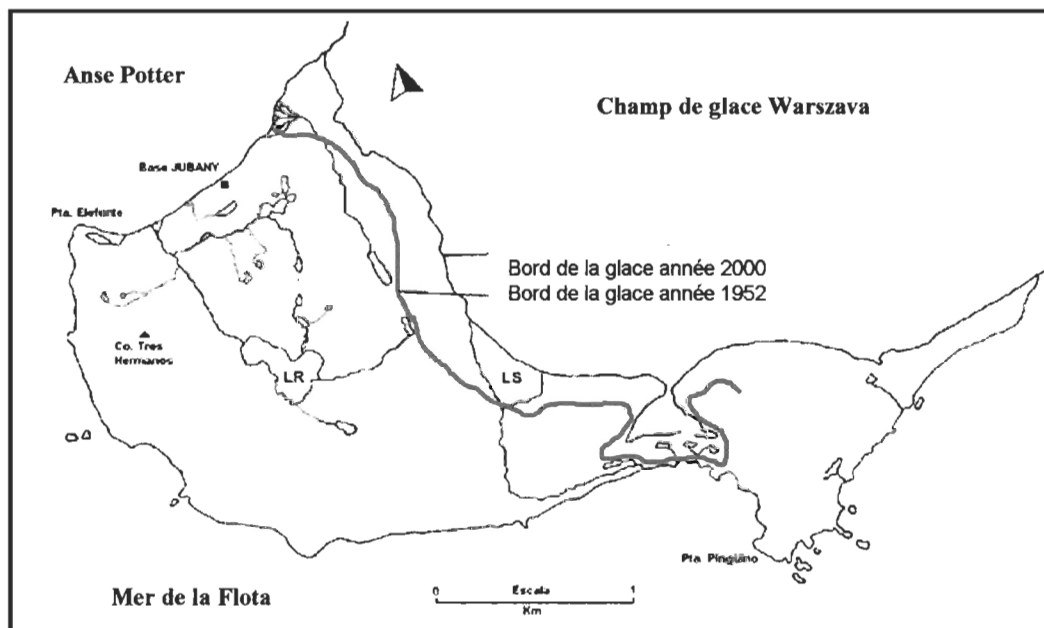 Anse Potter
Champ de glace Warszava
Base JUBANY
Pta. Elefante
Bord de la glace année 2000
Bord de la glace année 1952
Co. Tres
Hermanos
LR
LS
Pta Pingüino
Mer de la Flota
0 Escala 1
Km